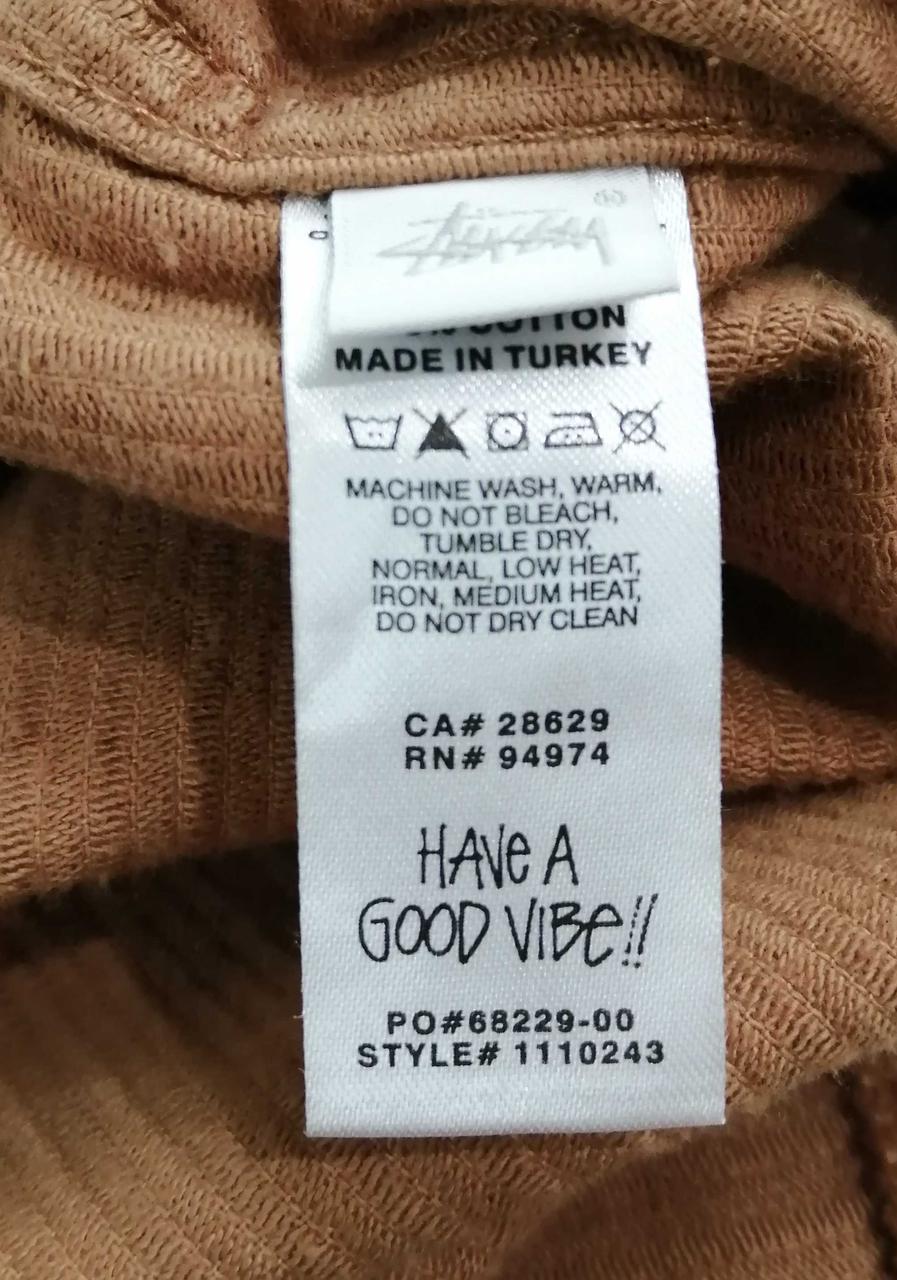 Stüssy
COTTON
MADE IN TURKEY
MACHINE WASH, WARM,
DO NOT BLEACH,
TUMBLE DRY,
NORMAL, LOW HEAT,
IRON, MEDIUM HEAT,
DO NOT DRY CLEAN
CA# 28629
RN# 94974
HAVe A
GOOD VIBe!!
PO#68229-00
STYLE# 1110243